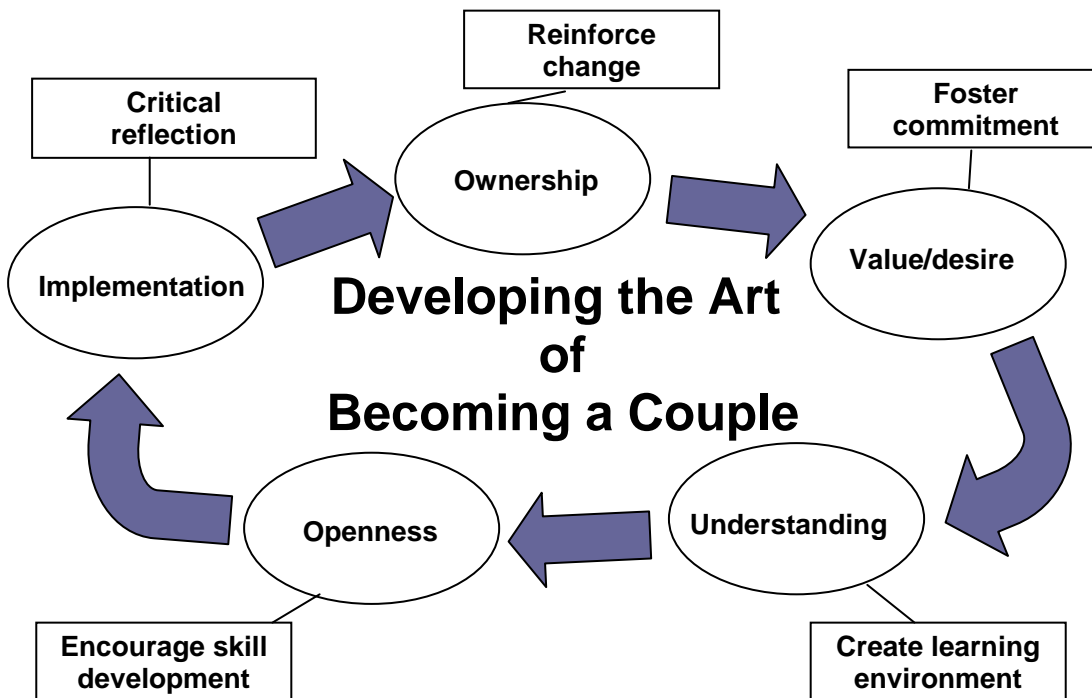 Reinforce
change
Critical
reflection
Foster
commitment
Ownership
Value/desire
Implementation
Developing the Art
of
Becoming a Couple
Understanding
Openness
Encourage skill
development
Create learning
environment